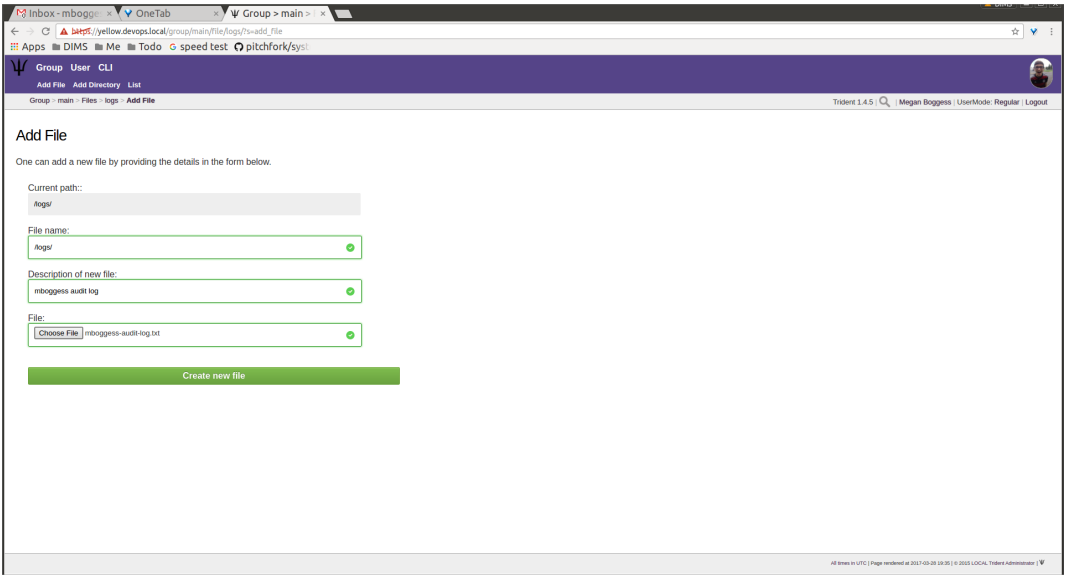 Inbox - mbogge OneTab Ψ Group > main >
https://yellow.devops.local/group/main/file/logs/?s=add_file
Apps DIMS Me Todo speed test pitchfork/syst
Group User CLI
Add File Add Directory List
Group > main > Files > logs > Add File Trident 1.4.5 | | Megan Boggess | UserMode: Regular | Logout
Add File
One can add a new file by providing the details in the form below.
Current path::
/logs/
File name:
/logs/
Description of new file:
mboggess audit log
File:
Choose File mboggess-audit-log.txt
Create new file
All times in UTC | Page rendered at 2017-03-28 19:35 | © 2015 LOCAL Trident Administrator | Ψ